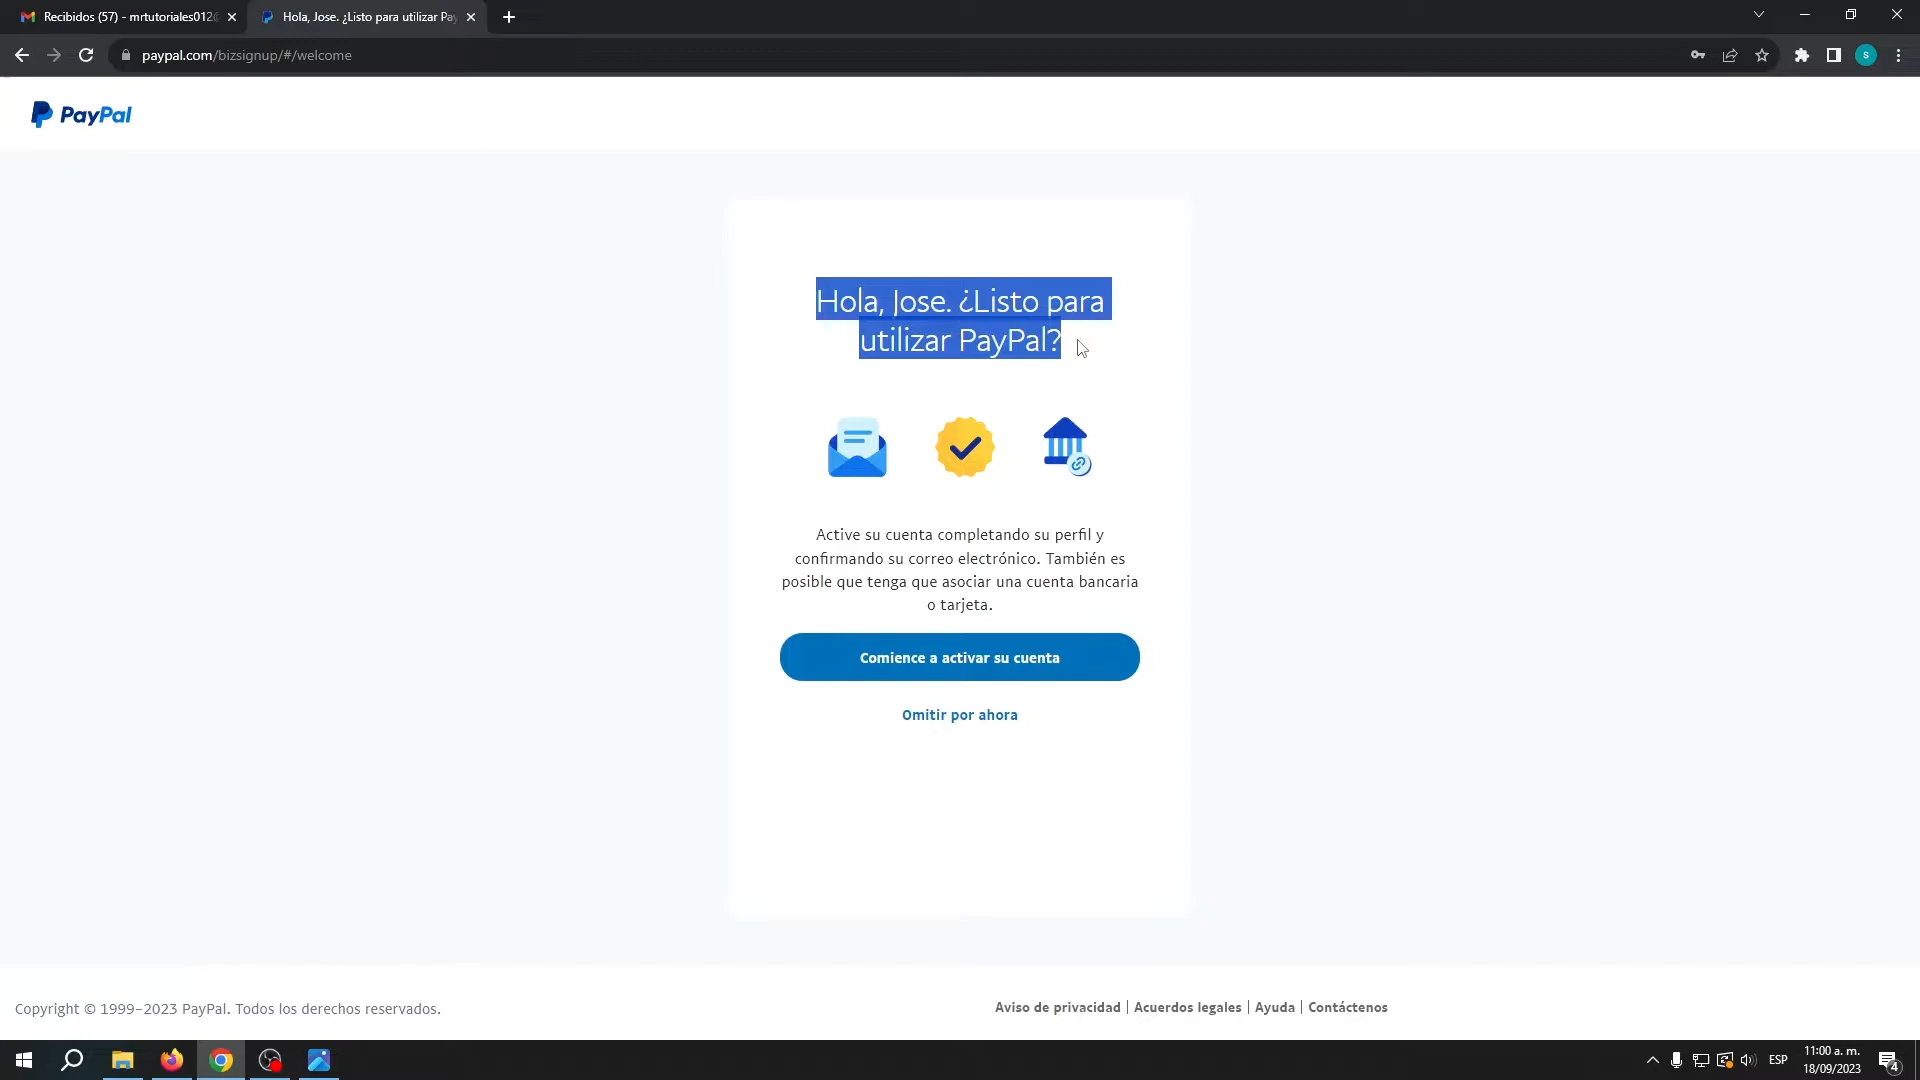 Recibidos (57) - mrtutoriales012
Hola, Jose. ¿Listo para utilizar Pay
paypal.com/bizsignup/#/welcome
S
PayPal
Hola, Jose. ¿Listo para
utilizar PayPal?
Active su cuenta completando su perfil y
confirmando su correo electrónico. También es
posible que tenga que asociar una cuenta bancaria
o tarjeta.
Comience a activar su cuenta
Omitir por ahora
Copyright © 1999-2023 PayPal. Todos los derechos reservados.
Aviso de privacidad | Acuerdos legales | Ayuda | Contáctenos
ESP
11:00 a. m.
18/09/2023
4